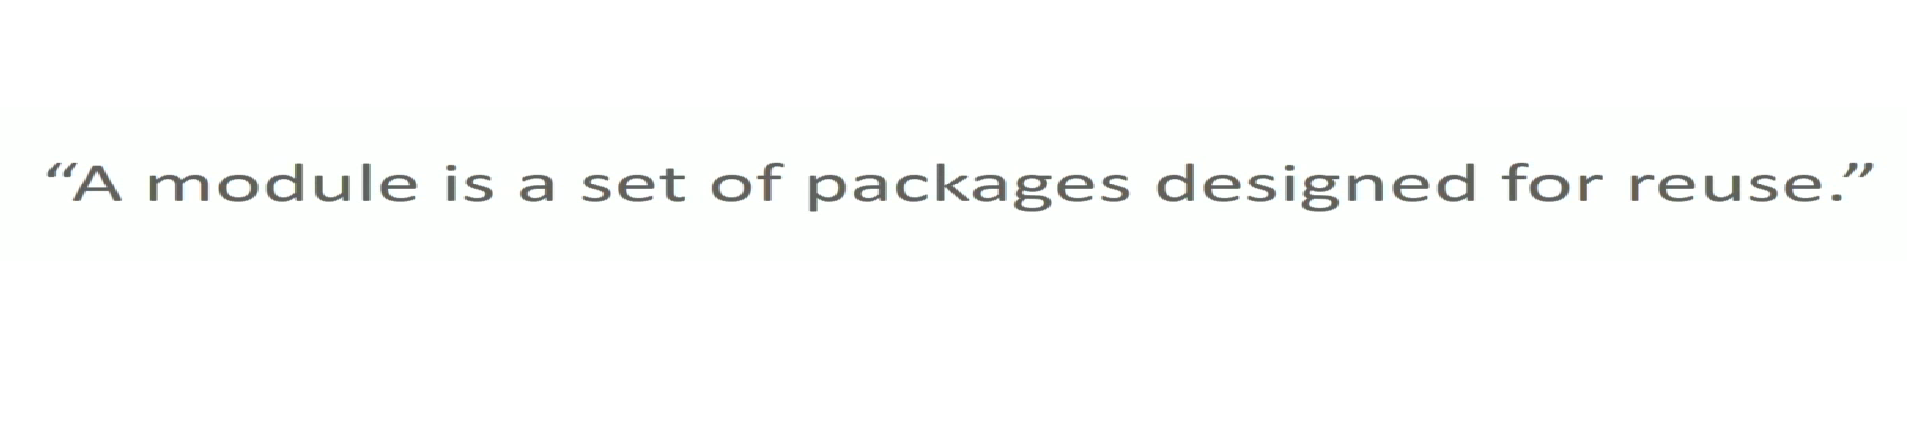 “A module is a set of packages designed for reuse.”